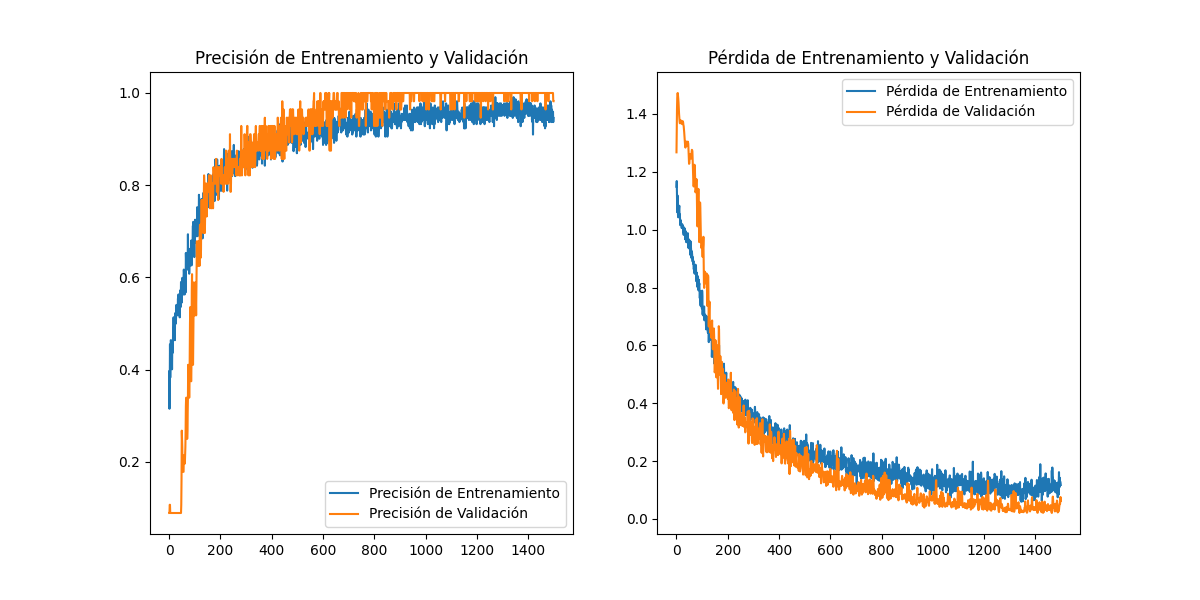 Precisión de Entrenamiento y Validación
1.0
0.8
0.6
0.4
0.2
Precisión de Entrenamiento
Precisión de Validación
0 200 400 600 800 1000 1200 1400
Pérdida de Entrenamiento y Validación
Pérdida de Entrenamiento
Pérdida de Validación
1.4
1.2
1.0
0.8
0.6
0.4
0.2
0.0
0 200 400 600 800 1000 1200 1400